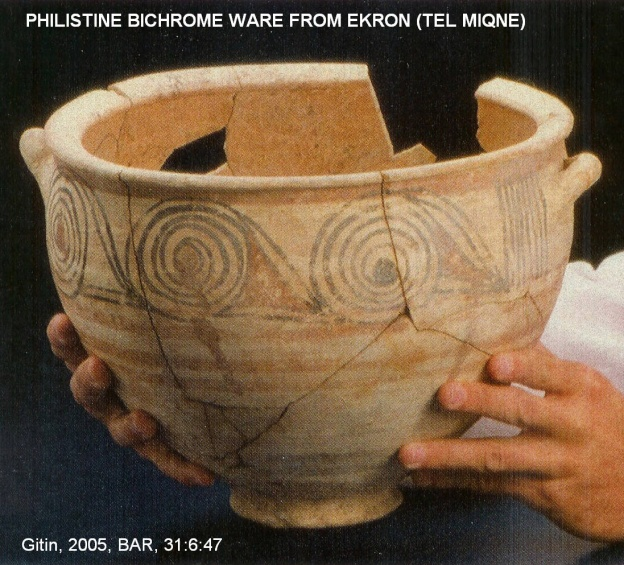 PHILISTINE BICHROME WARE FROM EKRON (TEL MIQNE)
Gitin, 2005, BAR, 31:6:47